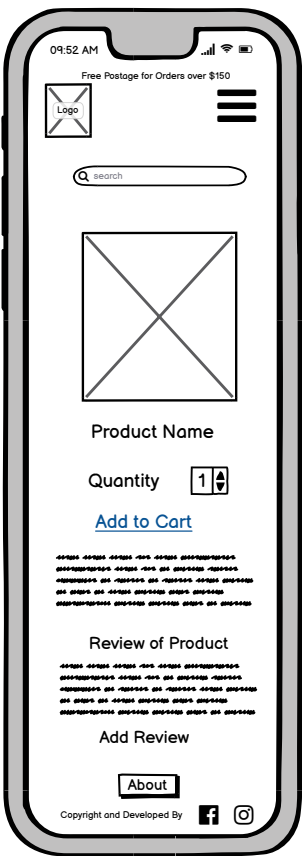 09:52 AM
Free Postage for Orders over $150
Logo
search
Product Name
Quantity 1
Add to Cart
Review of Product
Add Review
About
Copyright and Developed By